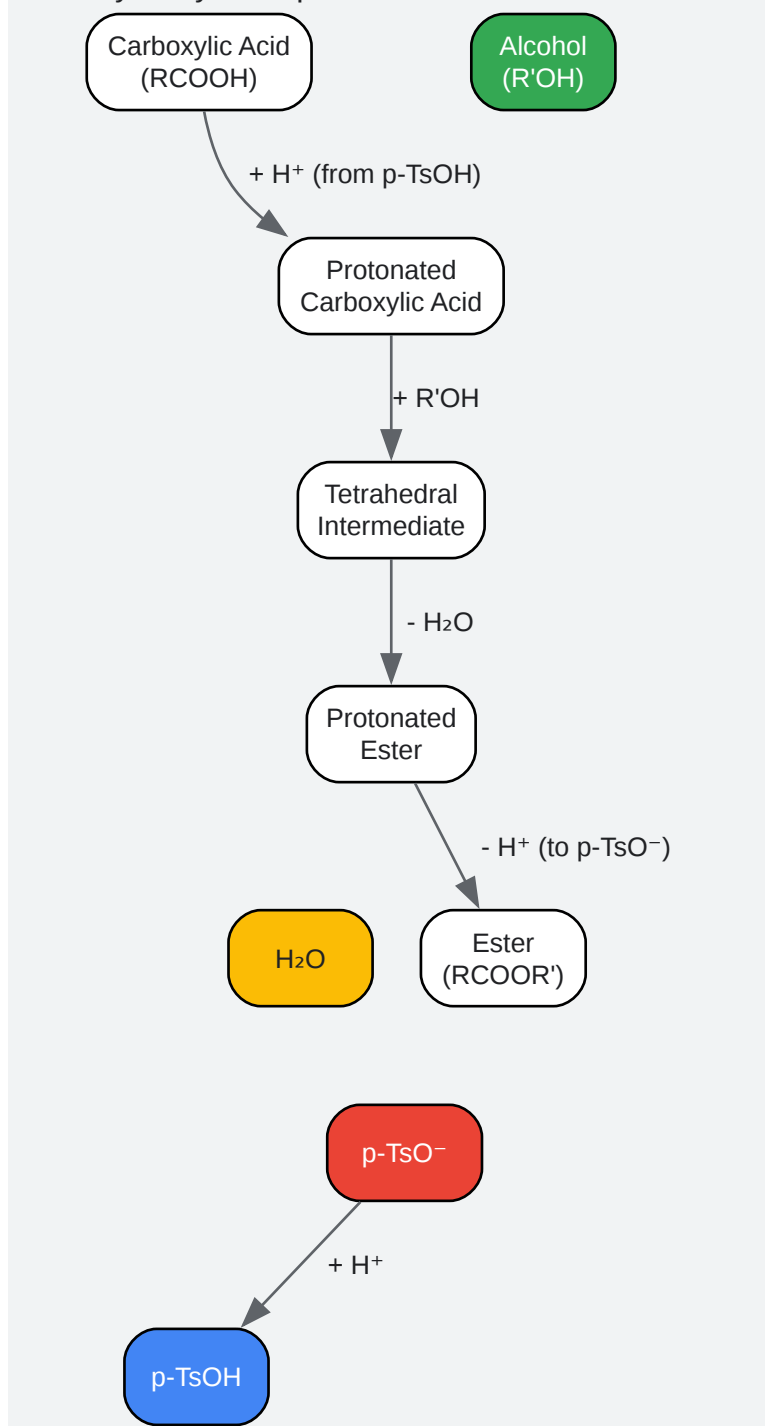 Carboxylic Acid
(RCOOH)
Alcohol
(R'OH)
+ H⁺ (from p-TsOH)
Protonated
Carboxylic Acid
+ R'OH
Tetrahedral
Intermediate
- H₂O
Protonated
Ester
- H⁺ (to p-TsO⁻)
H₂O
Ester
(RCOOR')
p-TsO⁻
+ H⁺
p-TsOH